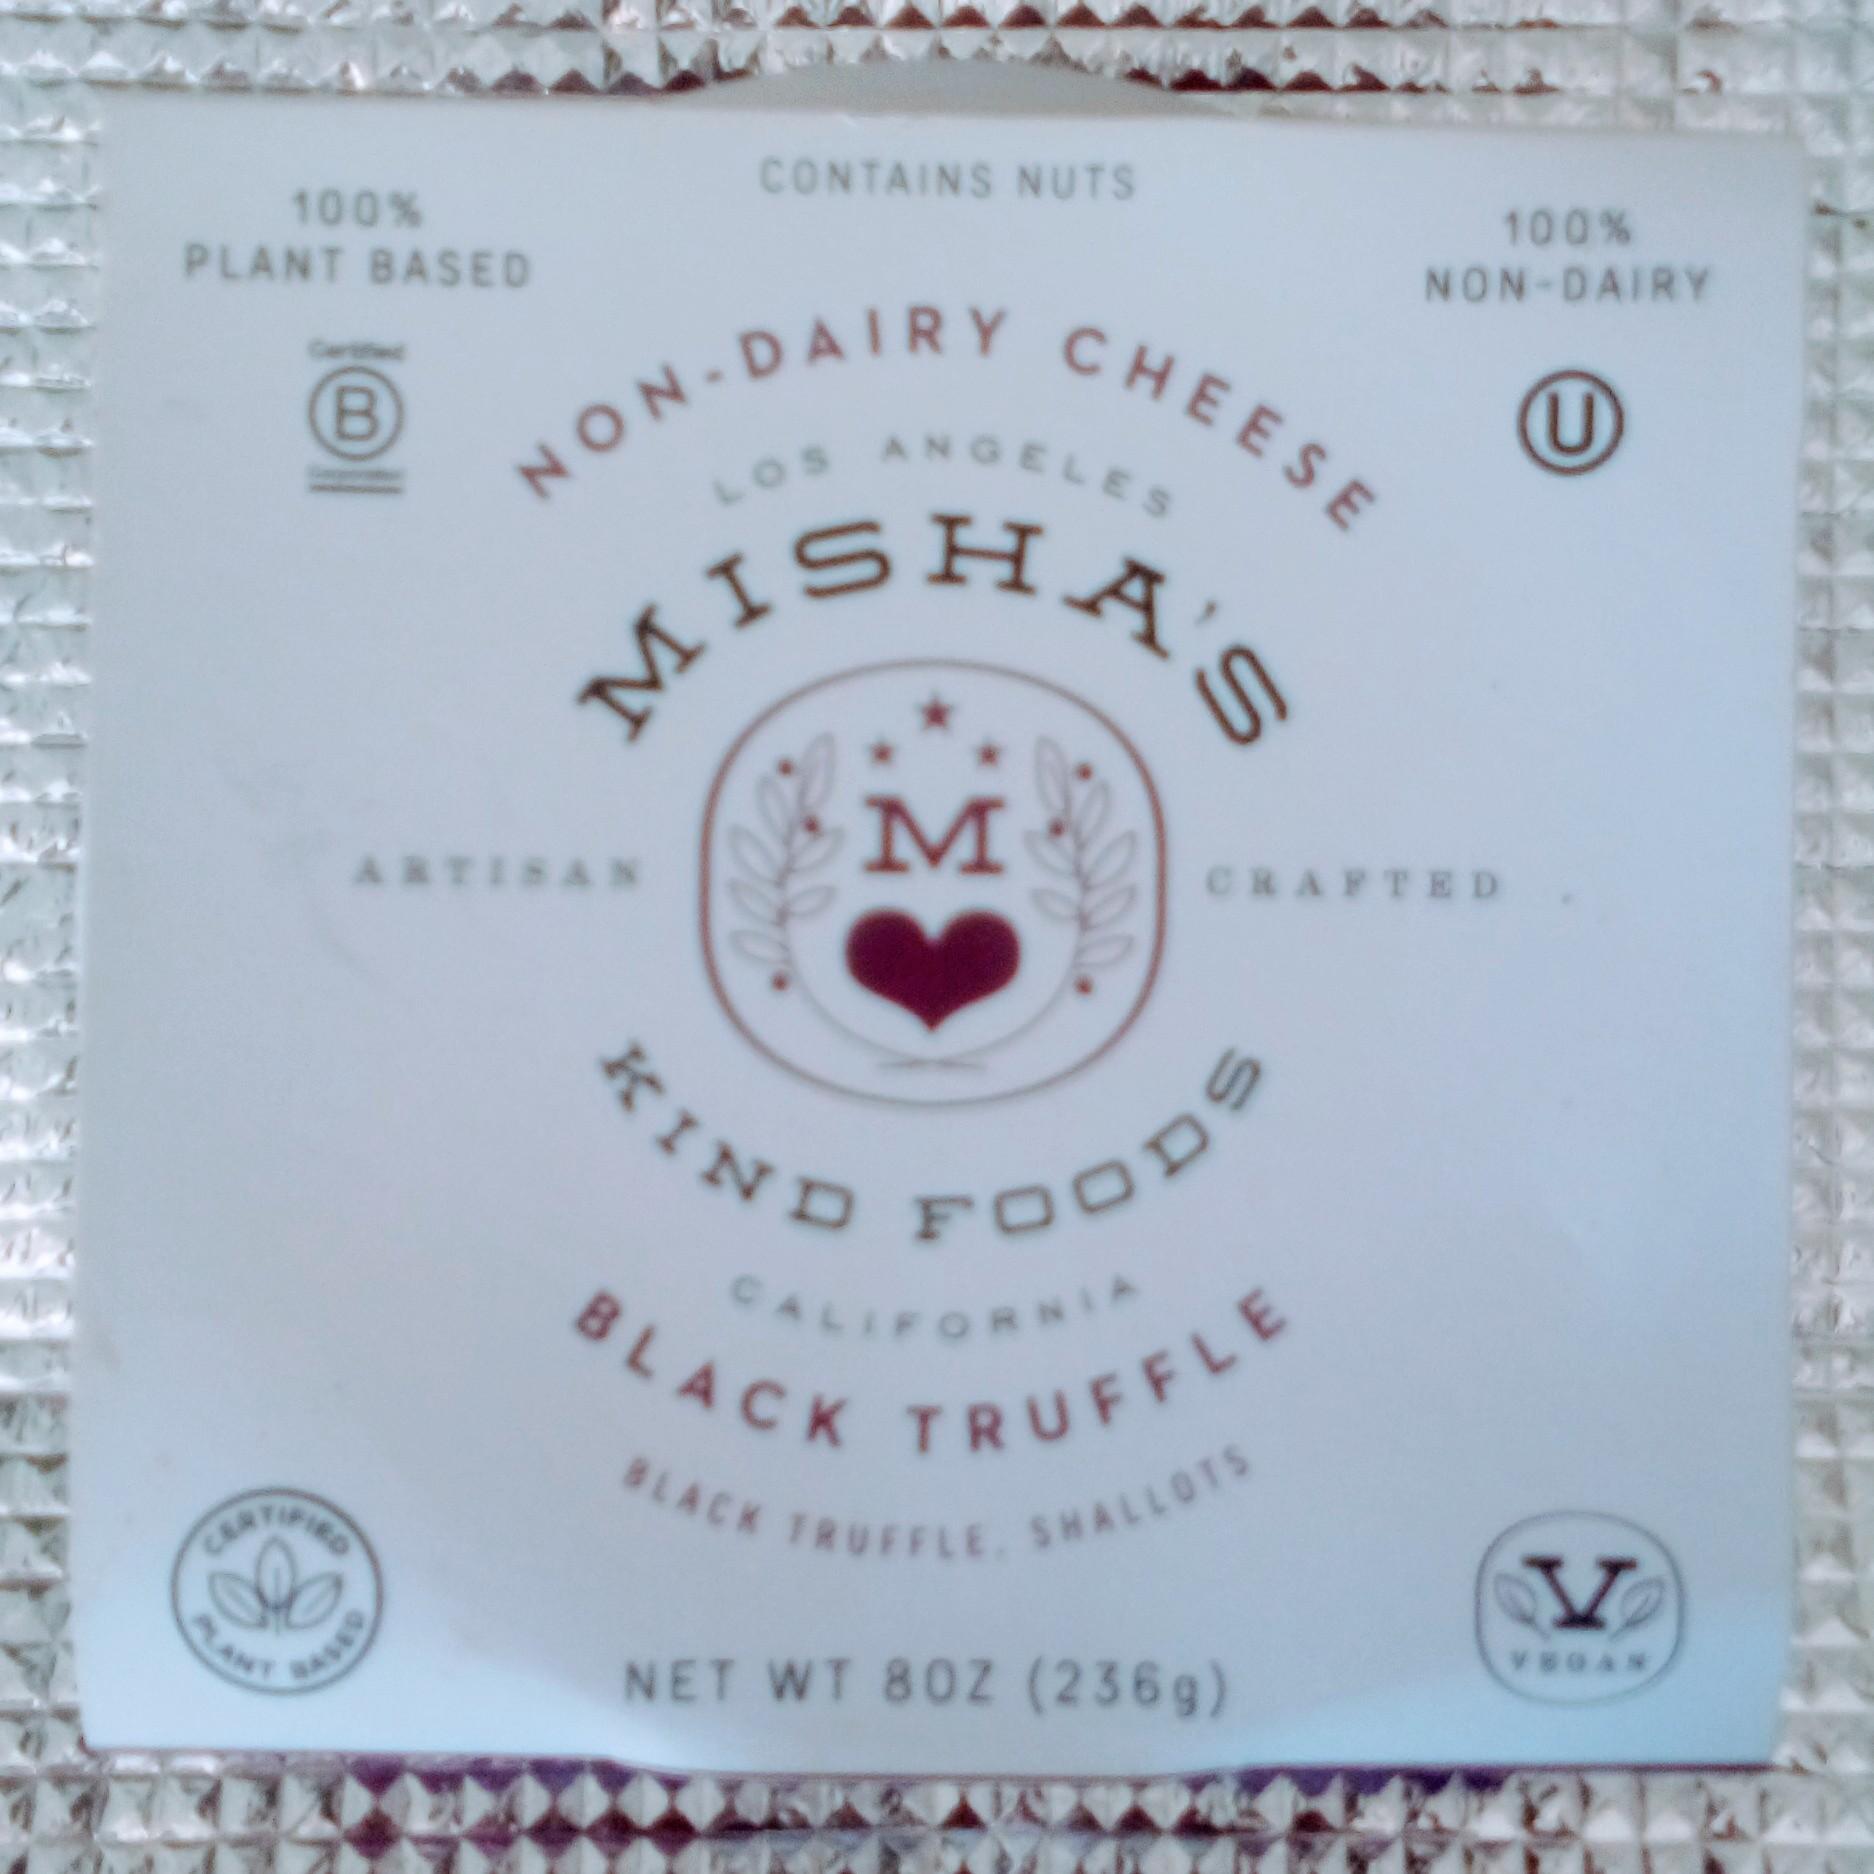 CONTAINS NUTS
100%
PLANT BASED
100%
NON-DAIRY
Certified
B
U
NON-DAIRY CHEESE
LOS ANGELES
MISHA'S
M
ARTISAN
CRAFTED
KIND FOODS
CALIFORNIA
BLACK TRUFFLE
BLACK TRUFFLE, SHALLOTS
CERTIFIED
PLANT BASED
V
VEGAN
NET WT 8OZ (236g)